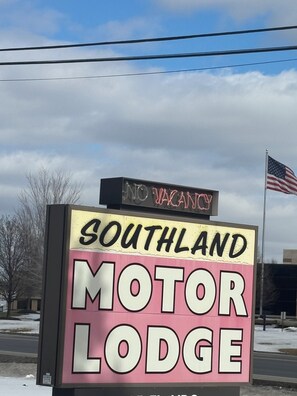 NO VACANCY
SOUTHLAND
MOTOR
LODGE